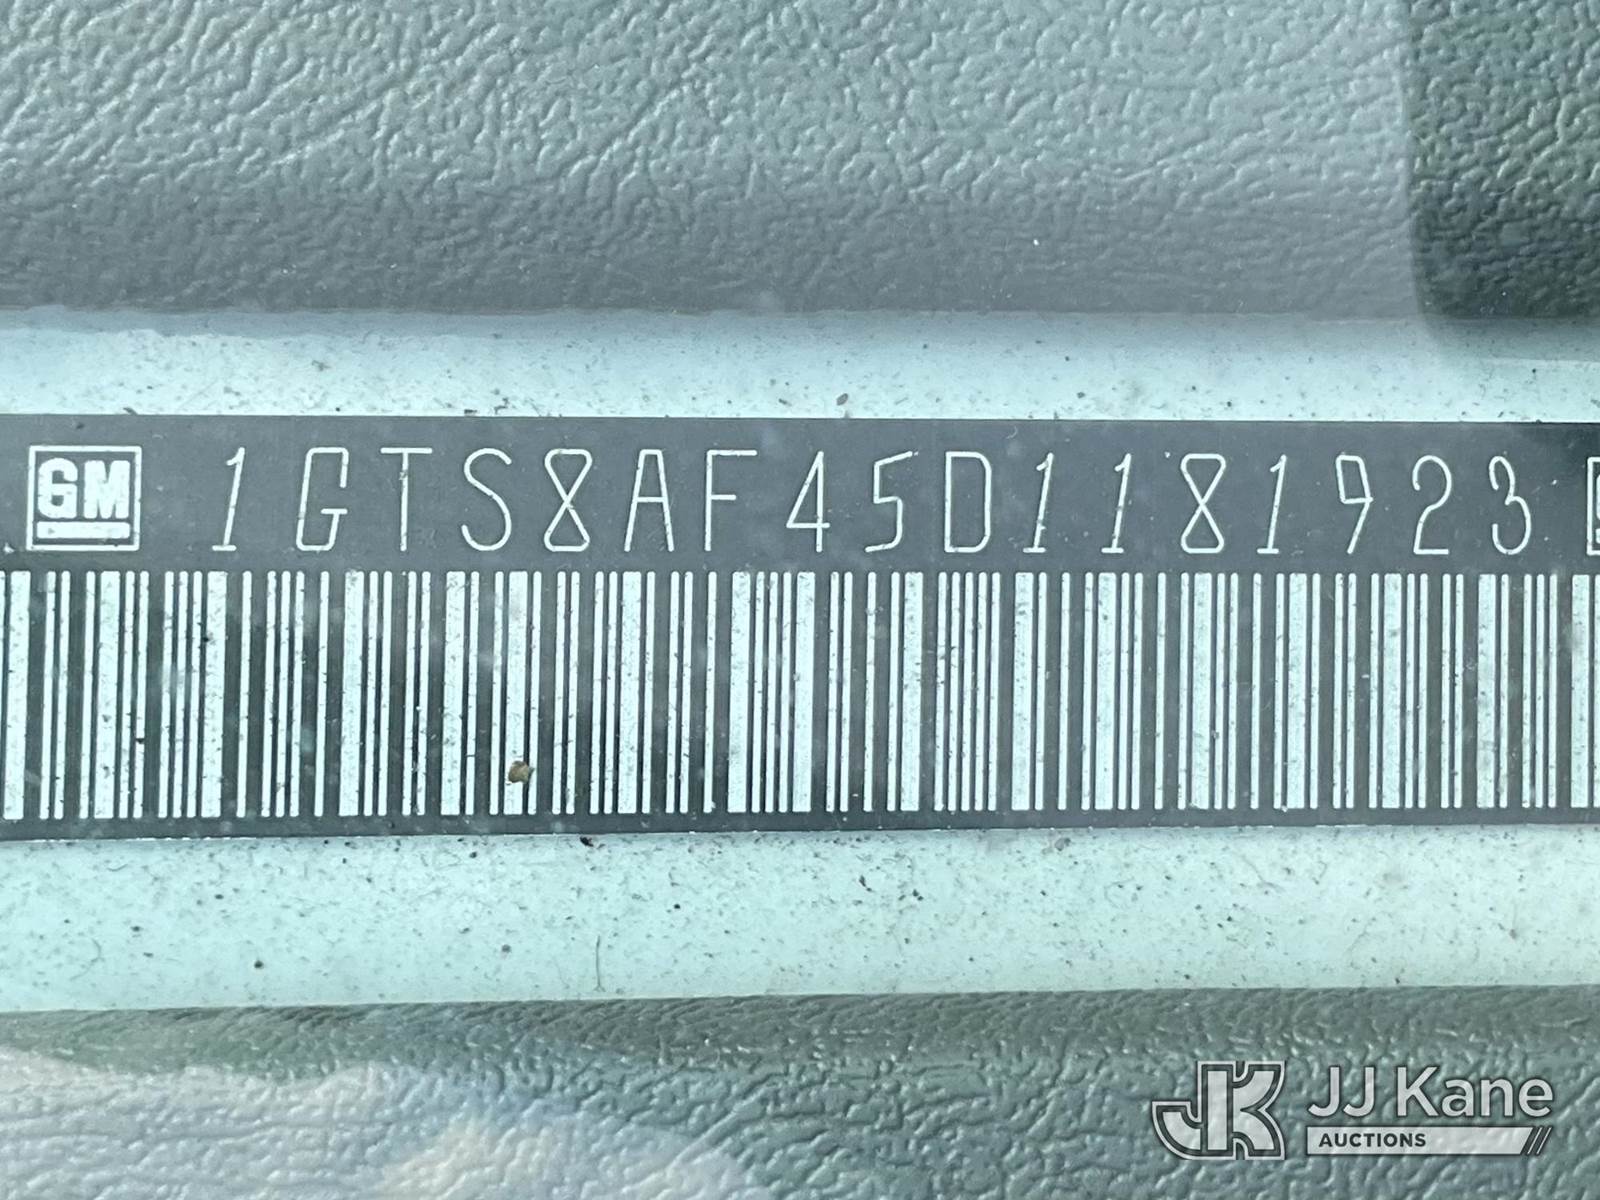 GM 1GTS8AF45D1181923
JJ Kane
AUCTIONS